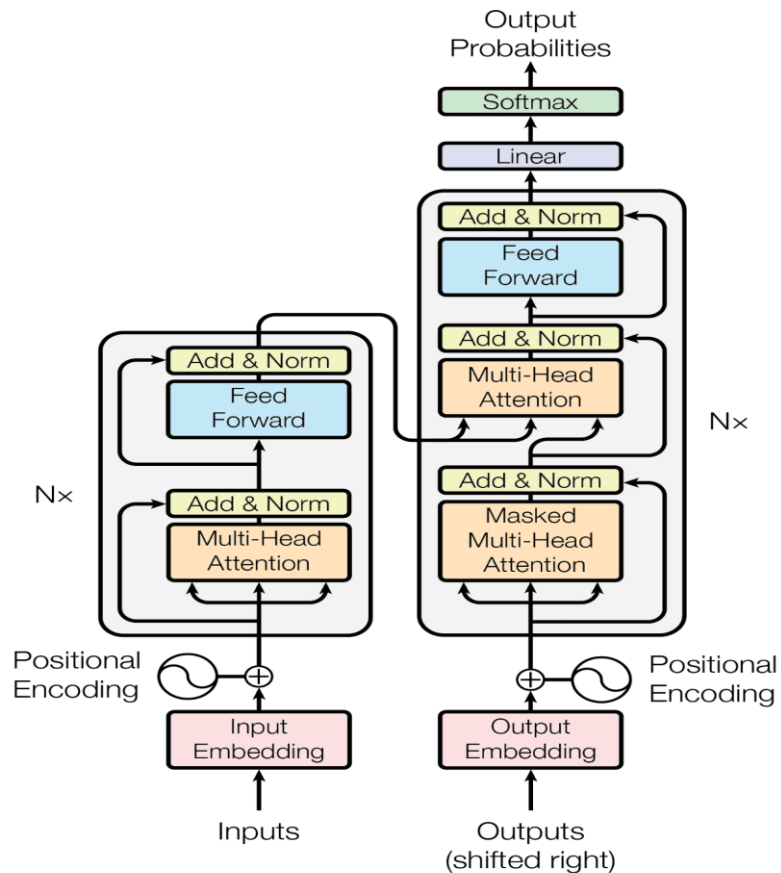 Output
Probabilities
Softmax
Linear
Add & Norm
Feed
Forward
Add & Norm
Multi-Head
Attention
Nx
Add & Norm
Masked
Multi-Head
Attention
Add & Norm
Feed
Forward
Nx
Add & Norm
Multi-Head
Attention
Positional
Encoding
Positional
Encoding
Input
Embedding
Output
Embedding
Inputs
Outputs
(shifted right)